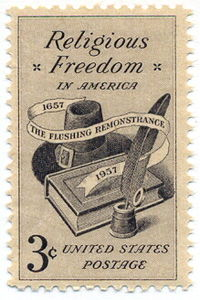 Religious
Freedom
IN AMERICA
1657
THE FLUSHING REMONSTRANCE
1957
3¢ UNITED STATES
POSTAGE